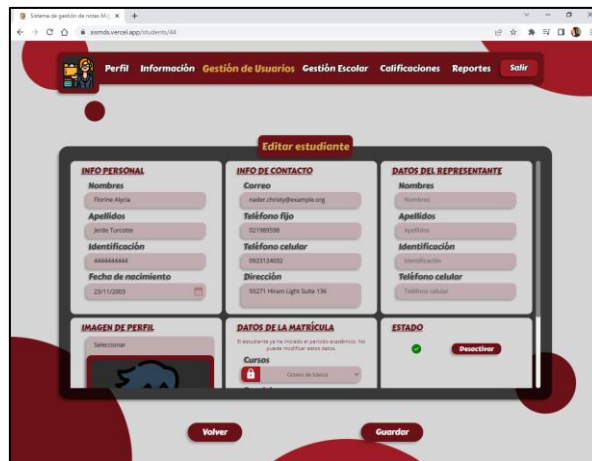 Sistema de gestión de notas Mig
sismds.vercel.app/students/44
Perfil Información Gestión de Usuarios Gestión Escolar Calificaciones Reportes Salir
Editar estudiante
INFO PERSONAL
Nombres
Florine Alycia
Apellidos
Jerde Turcotte
Identificación
4444444444
Fecha de nacimiento
23/11/2003
INFO DE CONTACTO
Correo
nader.christy@example.org
Teléfono fijo
021989598
Teléfono celular
0923124032
Dirección
93271 Hiram Light Suite 136
DATOS DEL REPRESENTANTE
Nombres
Nombres
Apellidos
Apellidos
Identificación
Identificación
Teléfono celular
Teléfono celular
IMAGEN DE PERFIL
Seleccionar
DATOS DE LA MATRÍCULA
El estudiante ya ha iniciado el periodo académico. No
puede modificar estos datos.
Cursos
Octavo de básica
ESTADO
Desactivar
Volver
Guardar